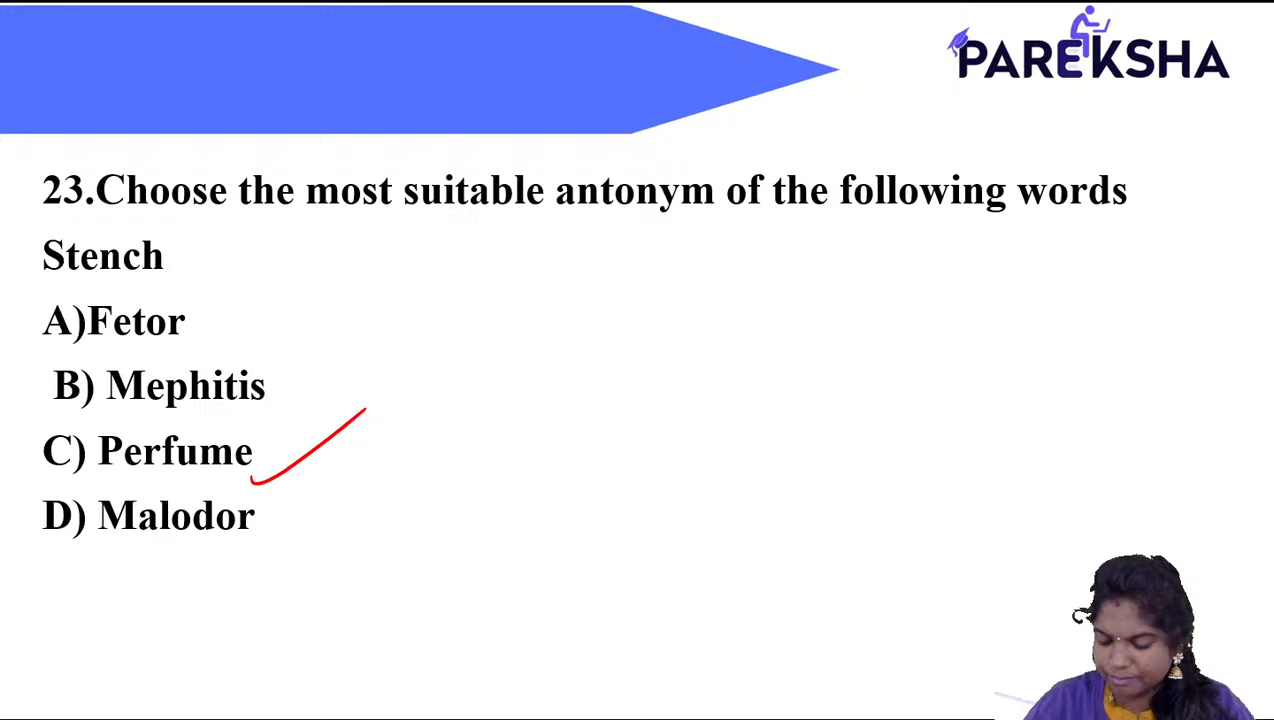 PAREKSHA
23.Choose the most suitable antonym of the following words
Stench
A)Fetor
B) Mephitis
C) Perfume
D) Malodor